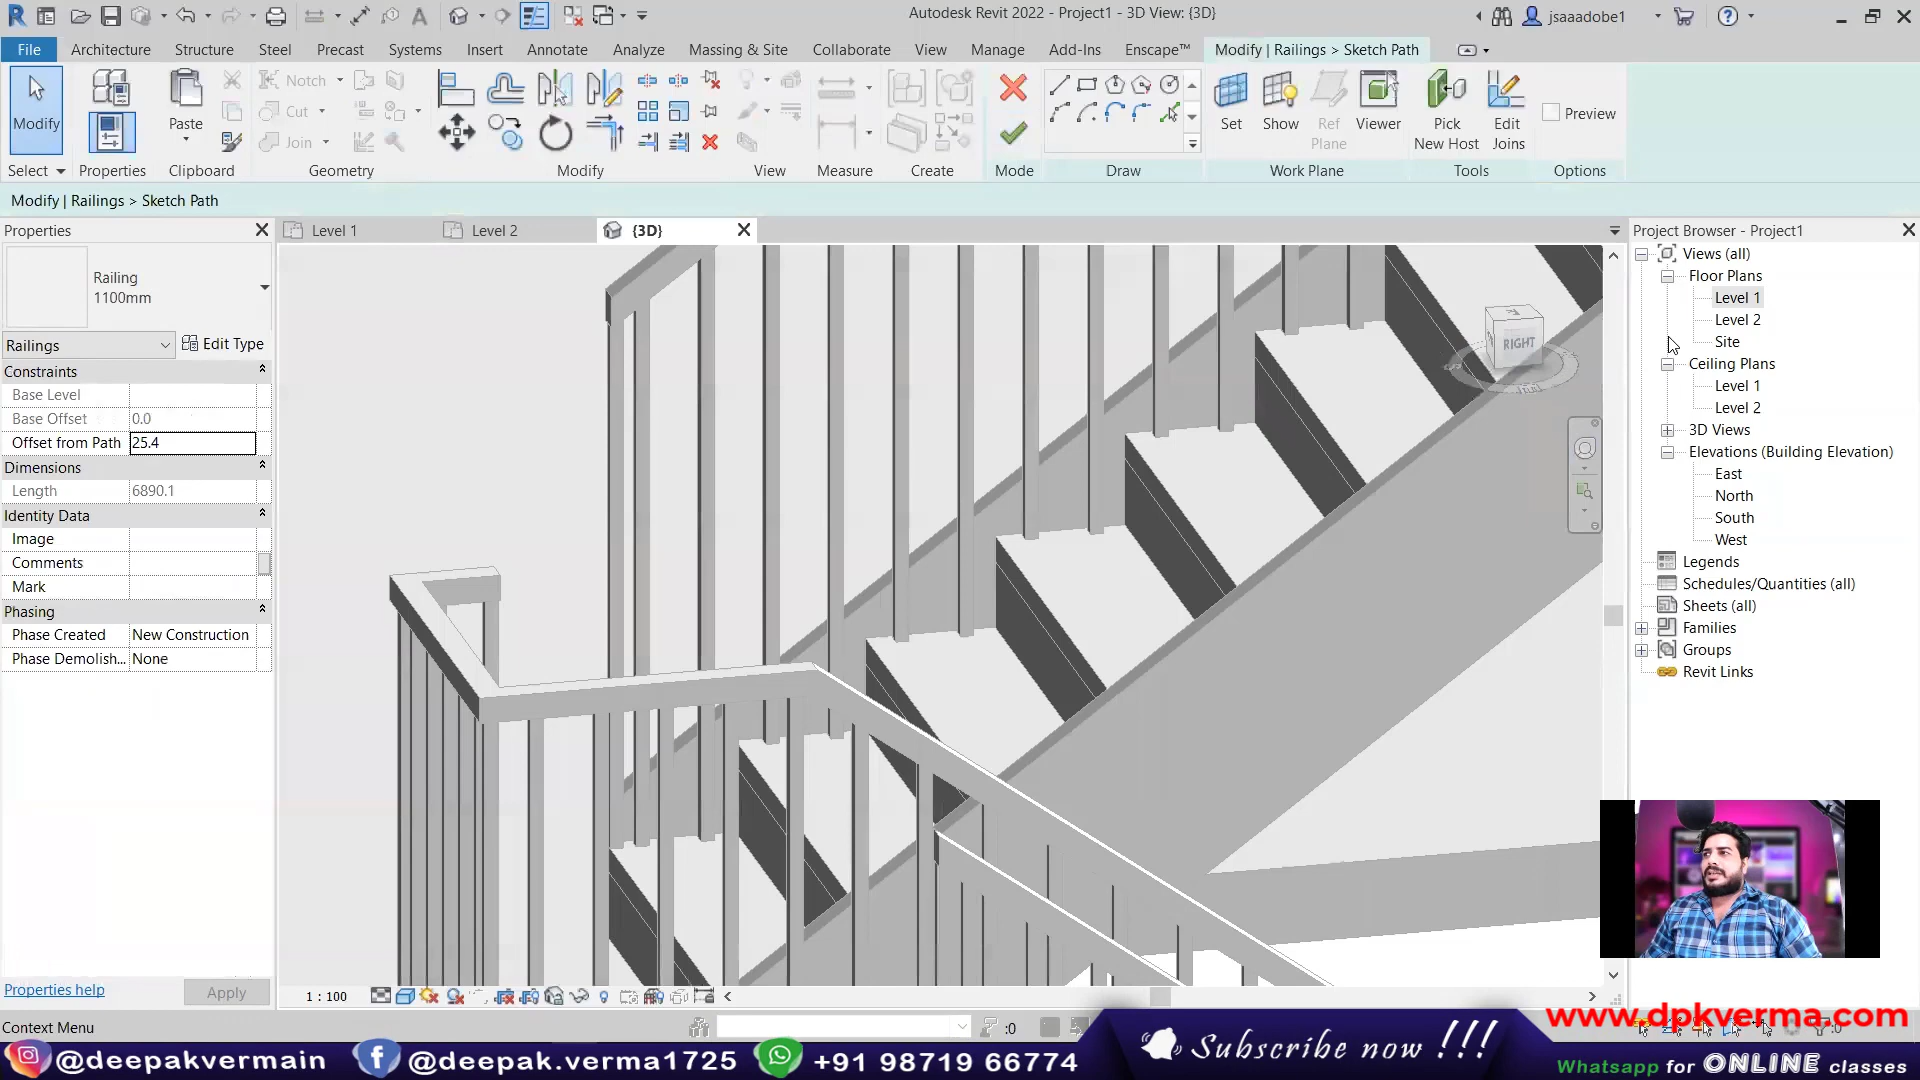 Autodesk Revit 2022 - Project1 - 3D View: {3D}
jsaaadobe1
File
Architecture
Structure
Steel
Precast
Systems
Insert
Annotate
Analyze
Massing & Site
Collaborate
View
Manage
Add-Ins
Enscape™
Modify | Railings > Sketch Path
Modify
Paste
Notch
Cut
Join
Set
Show
Ref Plane
Viewer
Pick New Host
Edit Joins
Preview
Select
Properties
Clipboard
Geometry
Modify
View
Measure
Create
Mode
Draw
Work Plane
Tools
Options
Modify | Railings > Sketch Path
Properties
Railing
1100mm
Railings
Edit Type
Constraints
Base Level
Base Offset 0.0
Offset from Path 25.4
Dimensions
Length 6890.1
Identity Data
Image
Comments
Mark
Phasing
Phase Created New Construction
Phase Demolish... None
Properties help
Apply
Level 1
Level 2
{3D}
RIGHT
1 : 100
Project Browser - Project1
Views (all)
Floor Plans
Level 1
Level 2
Site
Ceiling Plans
Level 1
Level 2
3D Views
Elevations (Building Elevation)
East
North
South
West
Legends
Schedules/Quantities (all)
Sheets (all)
Families
Groups
Revit Links
Context Menu
:0
:0
www.dpkverma.com
@deepakvermain
@deepak.verma1725
+91 98719 66774
Subscribe now !!!
Whatsapp for ONLINE classes